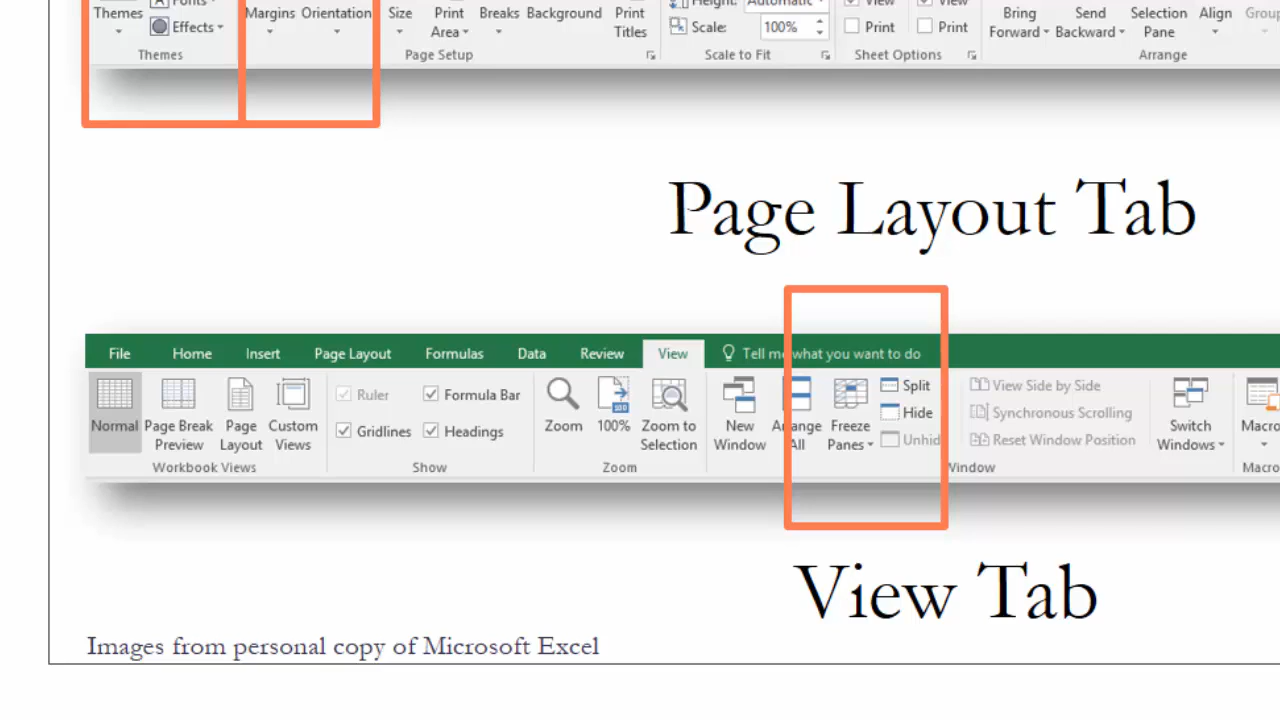 Themes Effects Margins Orientation Size Print Area Breaks Background Print Titles Scale: 100% Print Print Bring Forward Send Backward Selection Pane Align
Themes Page Setup Scale to Fit Sheet Options Arrange
Page Layout Tab
File Home Insert Page Layout Formulas Data Review View Tell me what you want to do
Normal Page Break Preview Page Layout Custom Views
Ruler Formula Bar
Gridlines Headings
Zoom 100% Zoom to Selection
New Window Arrange All Freeze Panes
Split
Hide
View Side by Side
Synchronous Scrolling
Reset Window Position
Switch Windows
Workbook Views Show Zoom
View Tab
Images from personal copy of Microsoft Excel